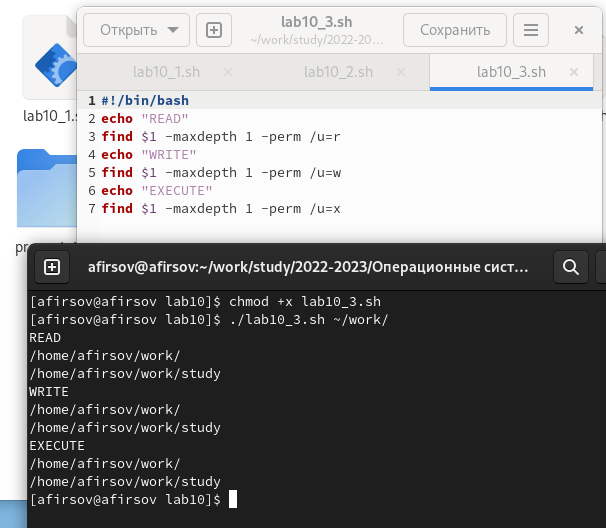 lab10_3.sh
Открыть
~/work/study/2022-20…
Сохранить
lab10_1.sh
lab10_2.sh
lab10_3.sh
lab10_1.s
1 #!/bin/bash
2 echo "READ"
3 find $1 -maxdepth 1 -perm /u=r
4 echo "WRITE"
5 find $1 -maxdepth 1 -perm /u=w
6 echo "EXECUTE"
7 find $1 -maxdepth 1 -perm /u=x
afirsov@afirsov:~/work/study/2022-2023/Операционные сист…
[afirsov@afirsov lab10]$ chmod +x lab10_3.sh
[afirsov@afirsov lab10]$ ./lab10_3.sh ~/work/
READ
/home/afirsov/work/
/home/afirsov/work/study
WRITE
/home/afirsov/work/
/home/afirsov/work/study
EXECUTE
/home/afirsov/work/
/home/afirsov/work/study
[afirsov@afirsov lab10]$